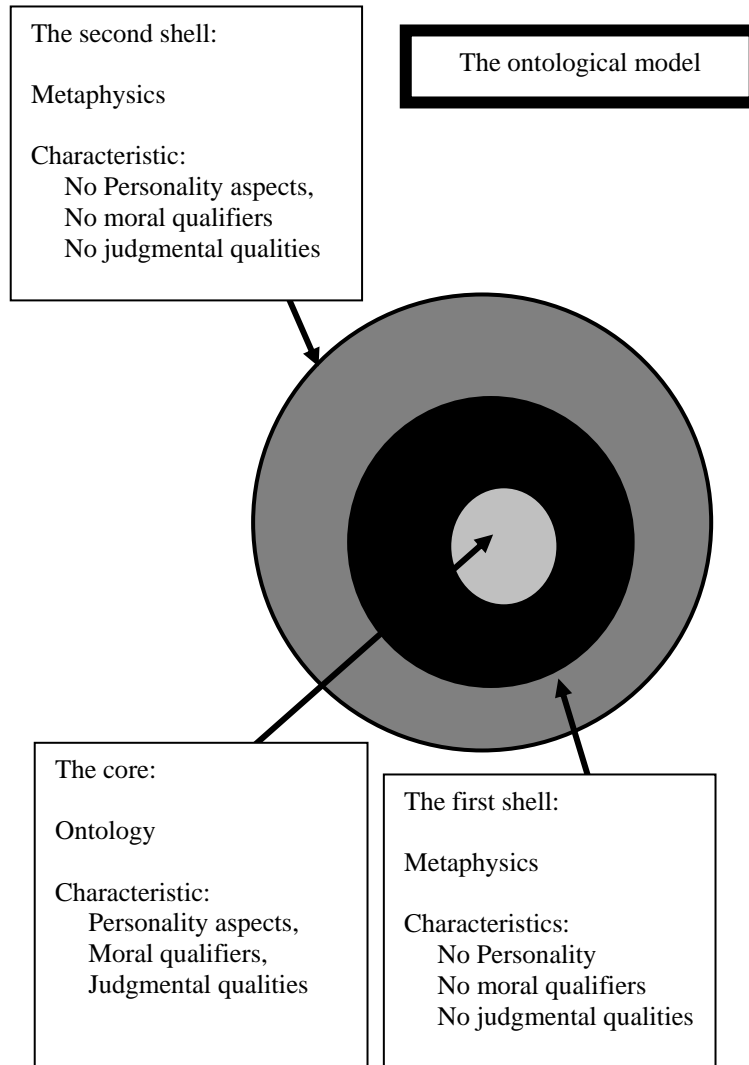 The second shell:
Metaphysics
Characteristic:
No Personality aspects,
No moral qualifiers
No judgmental qualities
The ontological model
The core:
Ontology
Characteristic:
Personality aspects,
Moral qualifiers,
Judgmental qualities
The first shell:
Metaphysics
Characteristics:
No Personality
No moral qualifiers
No judgmental qualities